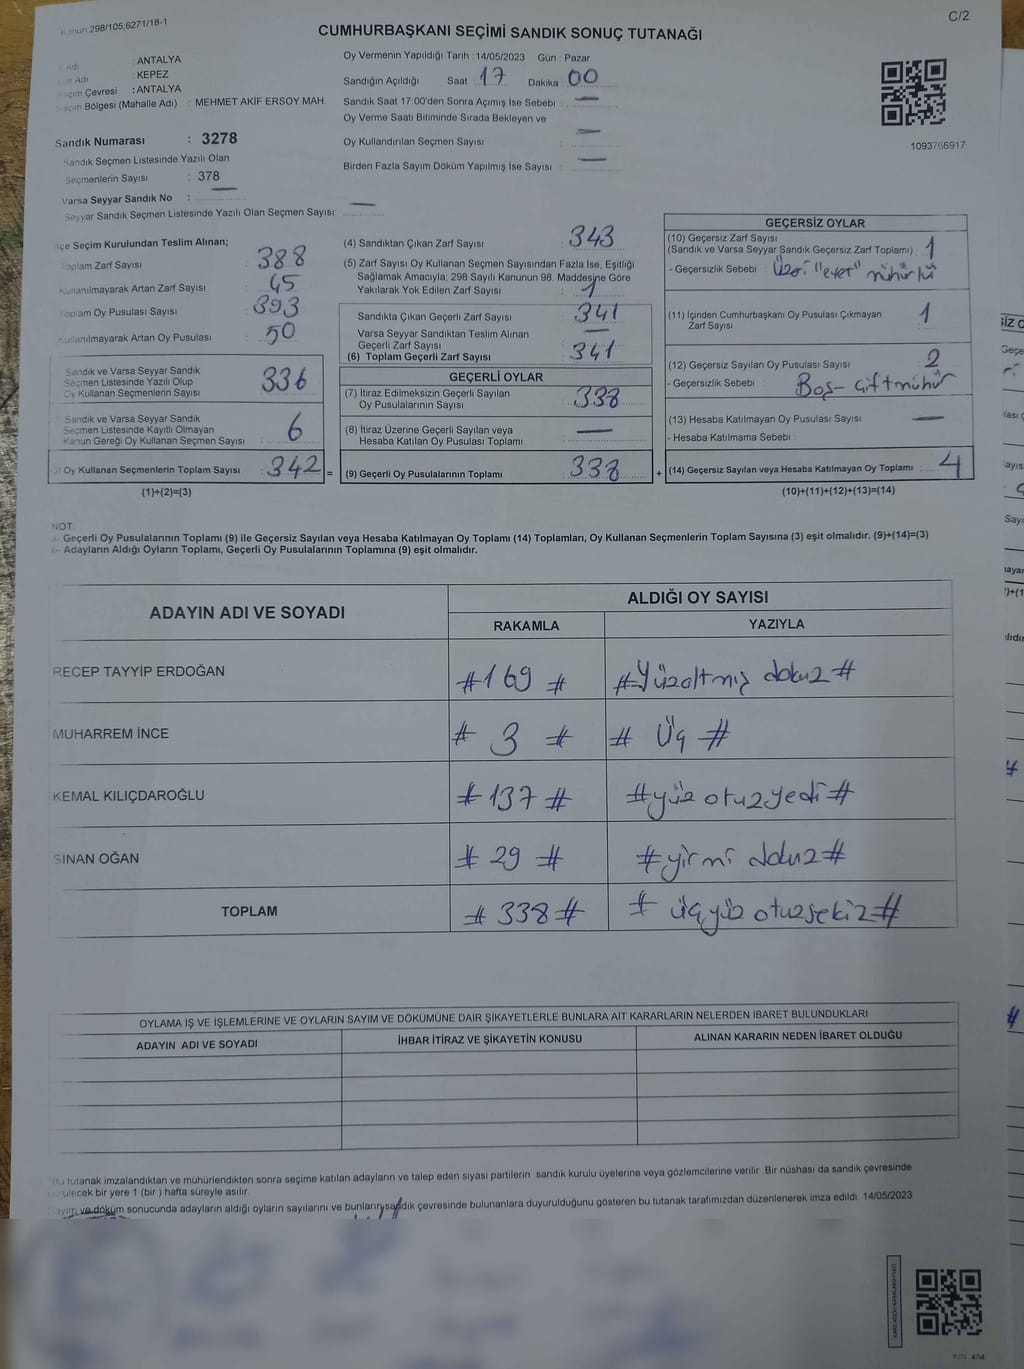 298/105,6271/18-1
C/2
CUMHURBAŞKANI SEÇİMİ SANDIK SONUÇ TUTANAĞI
: ANTALYA
: KEPEZ
Çevresi : ANTALYA
Bölgesi (Mahalle Adı) : MEHMET AKİF ERSOY MAH.
Oy Vermenin Yapıldığı Tarih : 14/05/2023 Gün : Pazar
Sandığın Açıldığı Saat : 17 Dakika : 00
Sandık Saat 17:00'den Sonra Açımış İse Sebebi : —
Oy Verme Saati Bitiminde Sırada Bekleyen ve
Oy Kullandırılan Seçmen Sayısı : —
Birden Fazla Sayım Döküm Yapılmış İse Sayısı : —
1093766917
Sandık Numarası : 3278
Sandık Seçmen Listesinde Yazılı Olan
Seçmenlerin Sayısı : 378
Varsa Seyyar Sandık No : —
Seyyar Sandık Seçmen Listesinde Yazılı Olan Seçmen Sayısı: —
İlçe Seçim Kurulundan Teslim Alınan;
Toplam Zarf Sayısı : 388
Kullanılmayarak Artan Zarf Sayısı : 45
Toplam Oy Pusulası Sayısı : 393
Kullanılmayarak Artan Oy Pusulası : 50
Sandık ve Varsa Seyyar Sandık
Seçmen Listesinde Yazılı Olup
Oy Kullanan Seçmenlerin Sayısı : 336
Sandık ve Varsa Seyyar Sandık
Seçmen Listesinde Kayıtlı Olmayan
Kanun Gereği Oy Kullanan Seçmen Sayısı : 6
Oy Kullanan Seçmenlerin Toplam Sayısı : 342 =
(1)+(2)=(3)
(4) Sandıktan Çıkan Zarf Sayısı : 343
(5) Zarf Sayısı Oy Kullanan Seçmen Sayısından Fazla İse, Eşitliği
Sağlamak Amacıyla; 298 Sayılı Kanunun 98. Maddesine Göre
Yakılarak Yok Edilen Zarf Sayısı : 1
Sandıkta Çıkan Geçerli Zarf Sayısı : 341
Varsa Seyyar Sandıktan Teslim Alınan
Geçerli Zarf Sayısı : —
(6) Toplam Geçerli Zarf Sayısı : 341
GEÇERLİ OYLAR
(7) İtiraz Edilmeksizin Geçerli Sayılan
Oy Pusulalarının Sayısı : 338
(8) İtiraz Üzerine Geçerli Sayılan veya
Hesaba Katılan Oy Pusulası Toplamı : —
(9) Geçerli Oy Pusulalarının Toplamı : 338 +
GEÇERSİZ OYLAR
(10) Geçersiz Zarf Sayısı
(Sandık ve Varsa Seyyar Sandık Geçersiz Zarf Toplamı) : 1
- Geçersizlik Sebebi : Üzeri "evet" mühürlü
(11) İçinden Cumhurbaşkanı Oy Pusulası Çıkmayan
Zarf Sayısı : 1
(12) Geçersiz Sayılan Oy Pusulası Sayısı : 2
- Geçersizlik Sebebi : Boş- Çift mühür
(13) Hesaba Katılmayan Oy Pusulası Sayısı : —
- Hesaba Katılmama Sebebi :
(14) Geçersiz Sayılan veya Hesaba Katılmayan Oy Toplamı : 4
(10)+(11)+(12)+(13)=(14)
NOT:
Geçerli Oy Pusulalarının Toplamı (9) ile Geçersiz Sayılan veya Hesaba Katılmayan Oy Toplamı (14) Toplamları, Oy Kullanan Seçmenlerin Toplam Sayısına (3) eşit olmalıdır. (9)+(14)=(3)
Adayların Aldığı Oyların Toplamı, Geçerli Oy Pusulalarının Toplamına (9) eşit olmalıdır.
ADAYIN ADI VE SOYADI
ALDIĞI OY SAYISI
RAKAMLA
YAZIYLA
RECEP TAYYİP ERDOĞAN # 169 # # Yüzaltmış dokuz #
MUHARREM İNCE # 3 # # Üç #
KEMAL KILIÇDAROĞLU # 137 # # yüz otuz yedi #
SİNAN OĞAN # 29 # # yirmi dokuz #
TOPLAM # 338 # # üçyüz otuzsekiz #
OYLAMA İŞ VE İŞLEMLERİNE VE OYLARIN SAYIM VE DÖKÜMÜNE DAİR ŞİKAYETLERLE BUNLARA AİT KARARLARIN NELERDEN İBARET BULUNDUKLARI
ADAYIN ADI VE SOYADI
İHBAR İTİRAZ VE ŞİKAYETİN KONUSU
ALINAN KARARIN NEDEN İBARET OLDUĞU
Bu tutanak imzalandıktan ve mühürlendikten sonra seçime katılan adayların ve talep eden siyasi partilerin sandık kurulu üyelerine veya gözlemcilerine verilir. Bir nüshası da sandık çevresinde
bir yere 1 (bir ) hafta süreyle asılır.
Sayım ve döküm sonucunda adayların aldığı oyların sayılarını ve bunların sandık çevresinde bulunanlara duyurulduğunu gösteren bu tutanak tarafımızdan düzenlenerek imza edildi. 14/05/2023